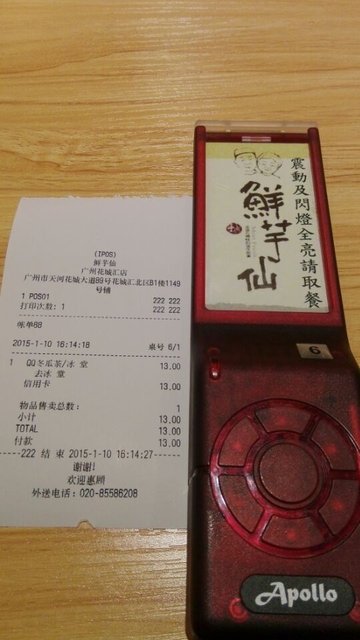 (IPOS)
鲜芋仙
广州花城汇店
广州市天河花城大道89号花城汇北区B1楼1149
号铺
1 POS01 222 222
打印次数: 1 222 222
帐单88
2015-1-10 16:14:18 桌号 6/1
1 QQ冬瓜茶/冰 堂 13.00
去冰 堂
信用卡 13.00
物品售卖总数: 1
小计 13.00
TOTAL 13.00
付款 13.00
---222 结 束 2015-1-10 16:14:27-----
谢谢!
欢迎惠顾
外送电话:020-85586208
震動及閃燈全亮請取餐
鮮芋仙
6
Apollo